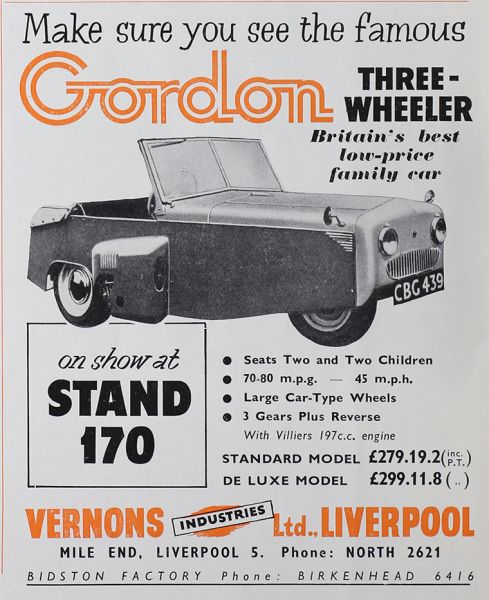 Make sure you see the famous
Gordon
THREE-
WHEELER
Britain's best
low-price
family car
CBG 439
on show at
STAND
170
● Seats Two and Two Children
● 70-80 m.p.g. — 45 m.p.h.
● Large Car-Type Wheels
● 3 Gears Plus Reverse
With Villiers 197c.c. engine
STANDARD MODEL £279.19.2 (inc. P.T.)
DE LUXE MODEL £299.11.8 ( ,, )
VERNONS INDUSTRIES Ltd., LIVERPOOL
MILE END, LIVERPOOL 5. Phone: NORTH 2621
BIDSTON FACTORY Phone: BIRKENHEAD 6416